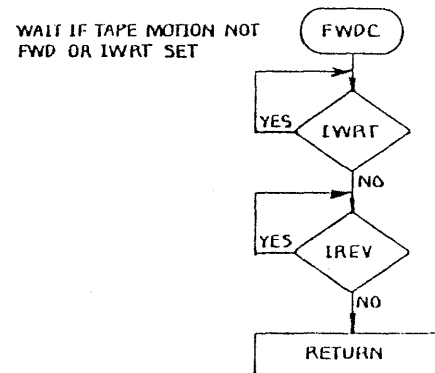 WAIT IF TAPE MOTION NOT
FWD OR IWRT SET
FWDC
IWRT
YES
NO
IREV
YES
NO
RETURN